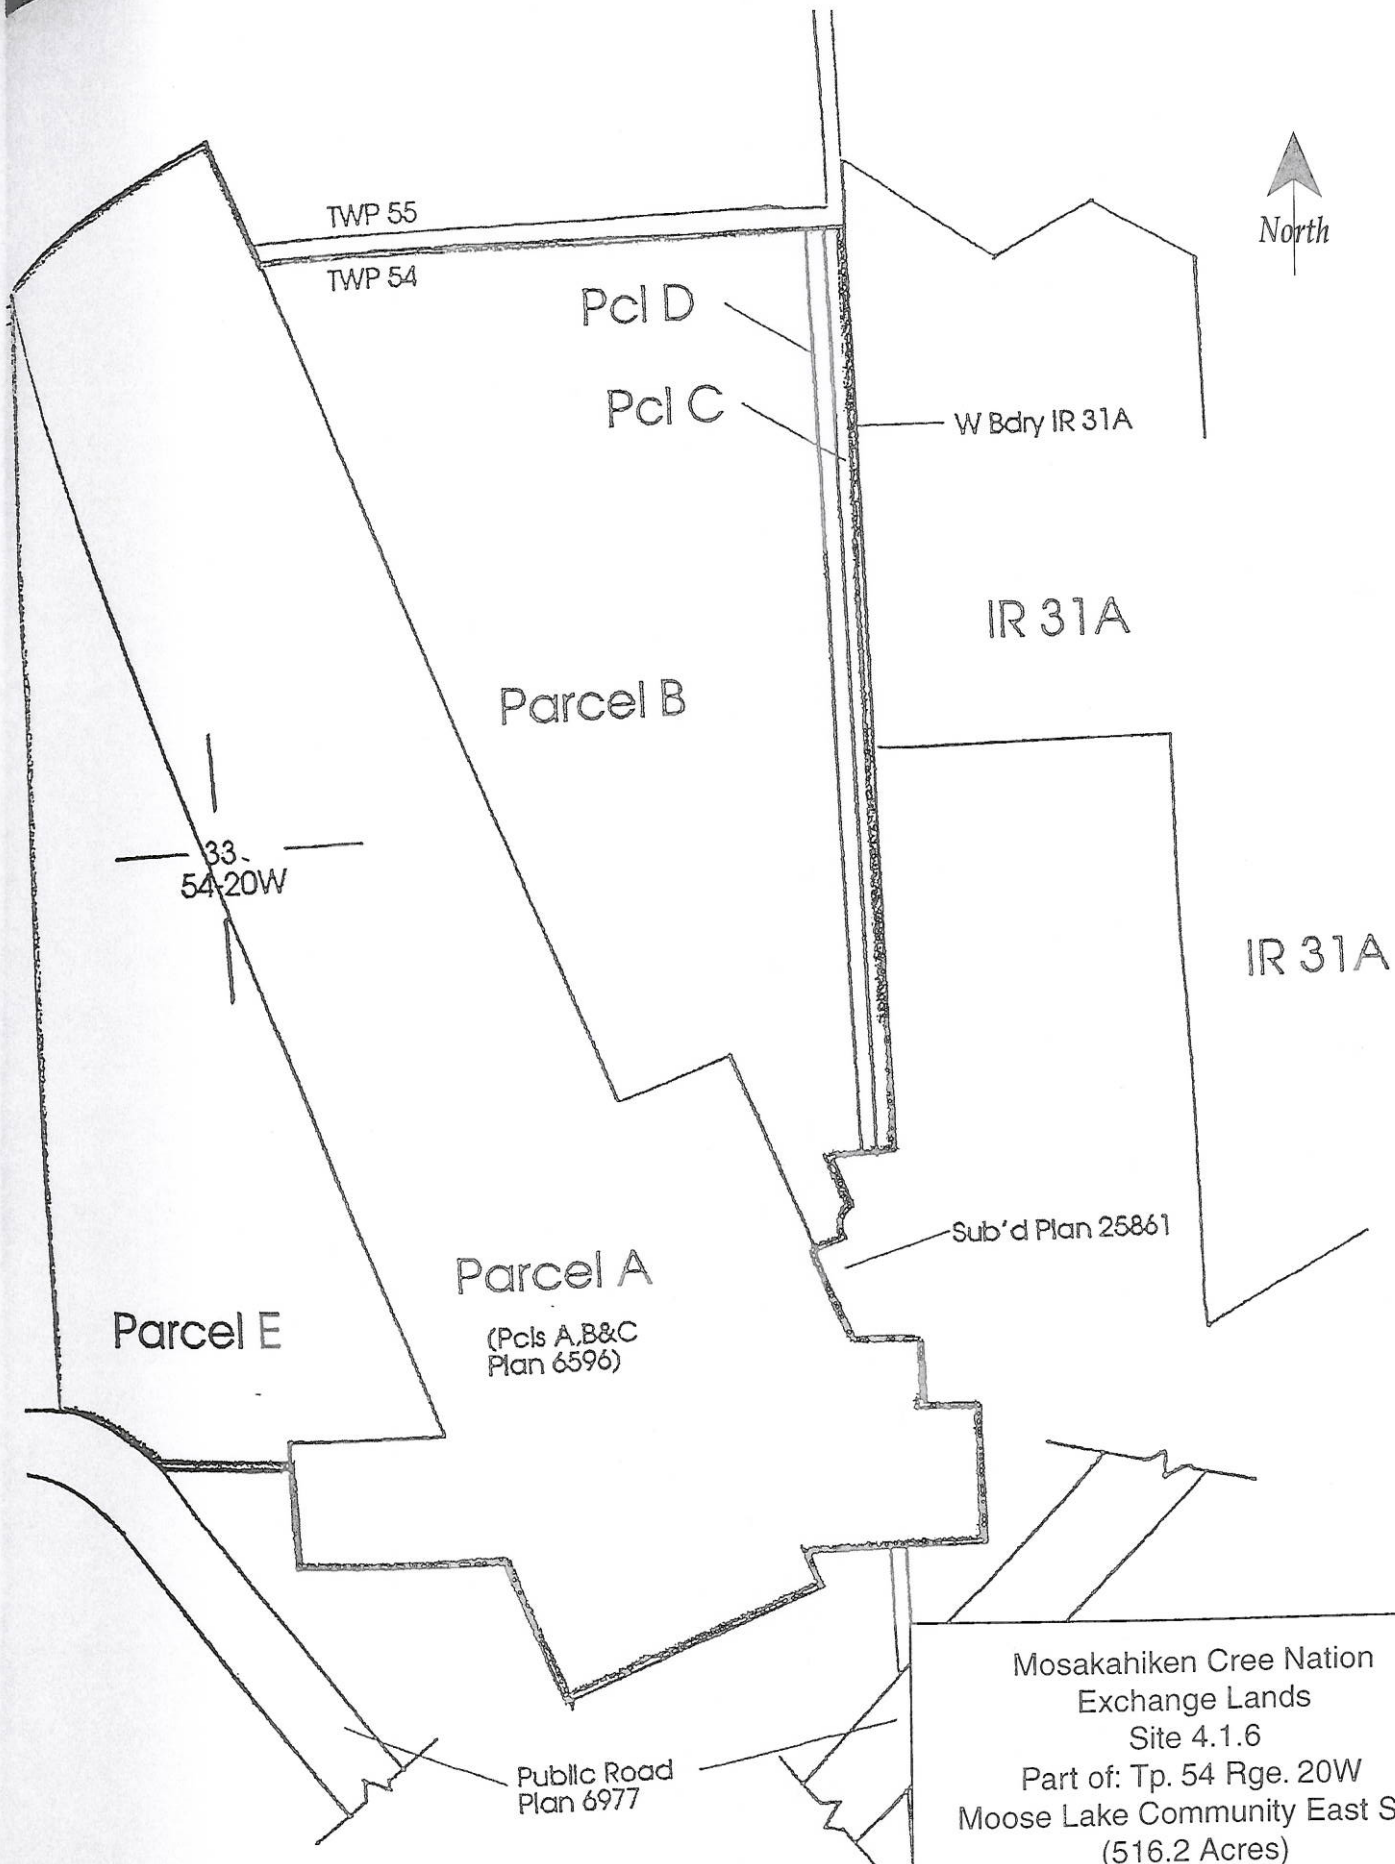 TWP 55
North
TWP 54
Pcl D
Pcl C
W Bdry IR 31A
IR 31A
Parcel B
33
54-20W
IR 31A
Sub'd Plan 25861
Parcel A
(Pcls A,B&C
Plan 6596)
Parcel E
Public Road
Plan 6977
Mosakahiken Cree Nation
Exchange Lands
Site 4.1.6
Part of: Tp. 54 Rge. 20W
Moose Lake Community East
(516.2 Acres)